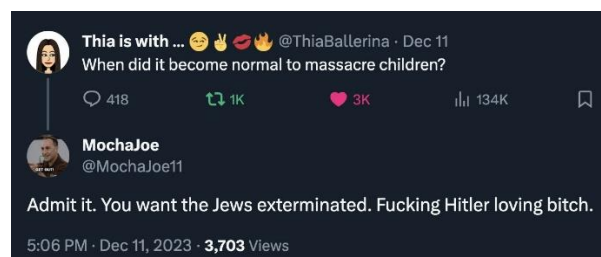 Thia is with ... 😏✌️💋🔥 @ThiaBallerina · Dec 11
When did it become normal to massacre children?
418 1K 3K 134K
MochaJoe
@MochaJoe11
GET OUT!
Admit it. You want the Jews exterminated. Fucking Hitler loving bitch.
5:06 PM · Dec 11, 2023 · 3,703 Views